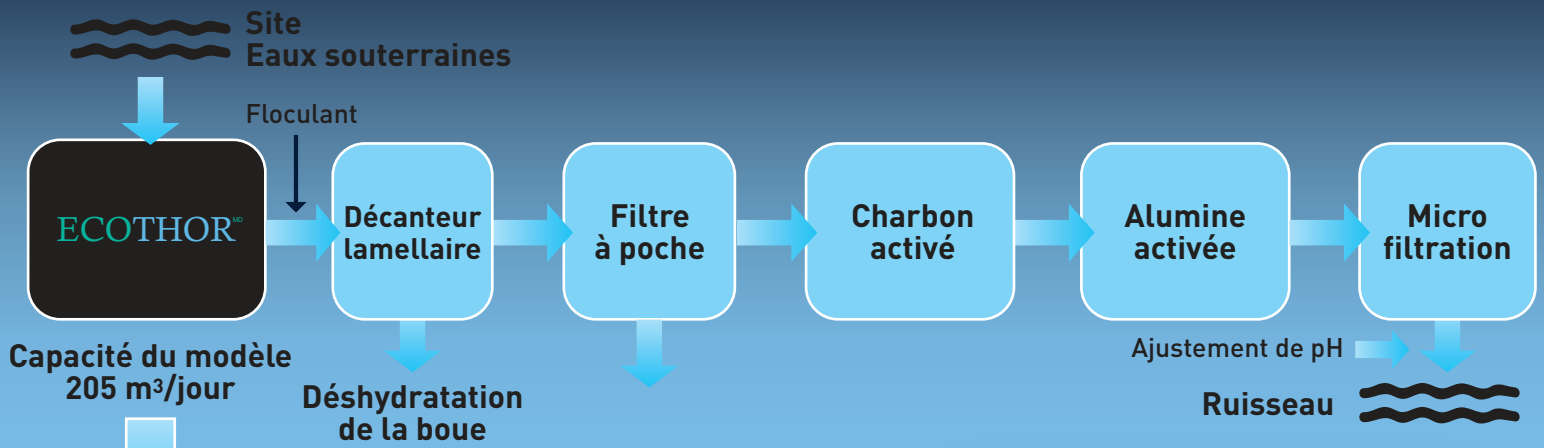 Site
Eaux souterraines
Floculant
ECOTHOR MD
Décanteur
lamellaire
Filtre
à poche
Charbon
activé
Alumine
activée
Micro
filtration
Capacité du modèle
205 m³/jour
Déshydratation
de la boue
Ajustement de pH
Ruisseau